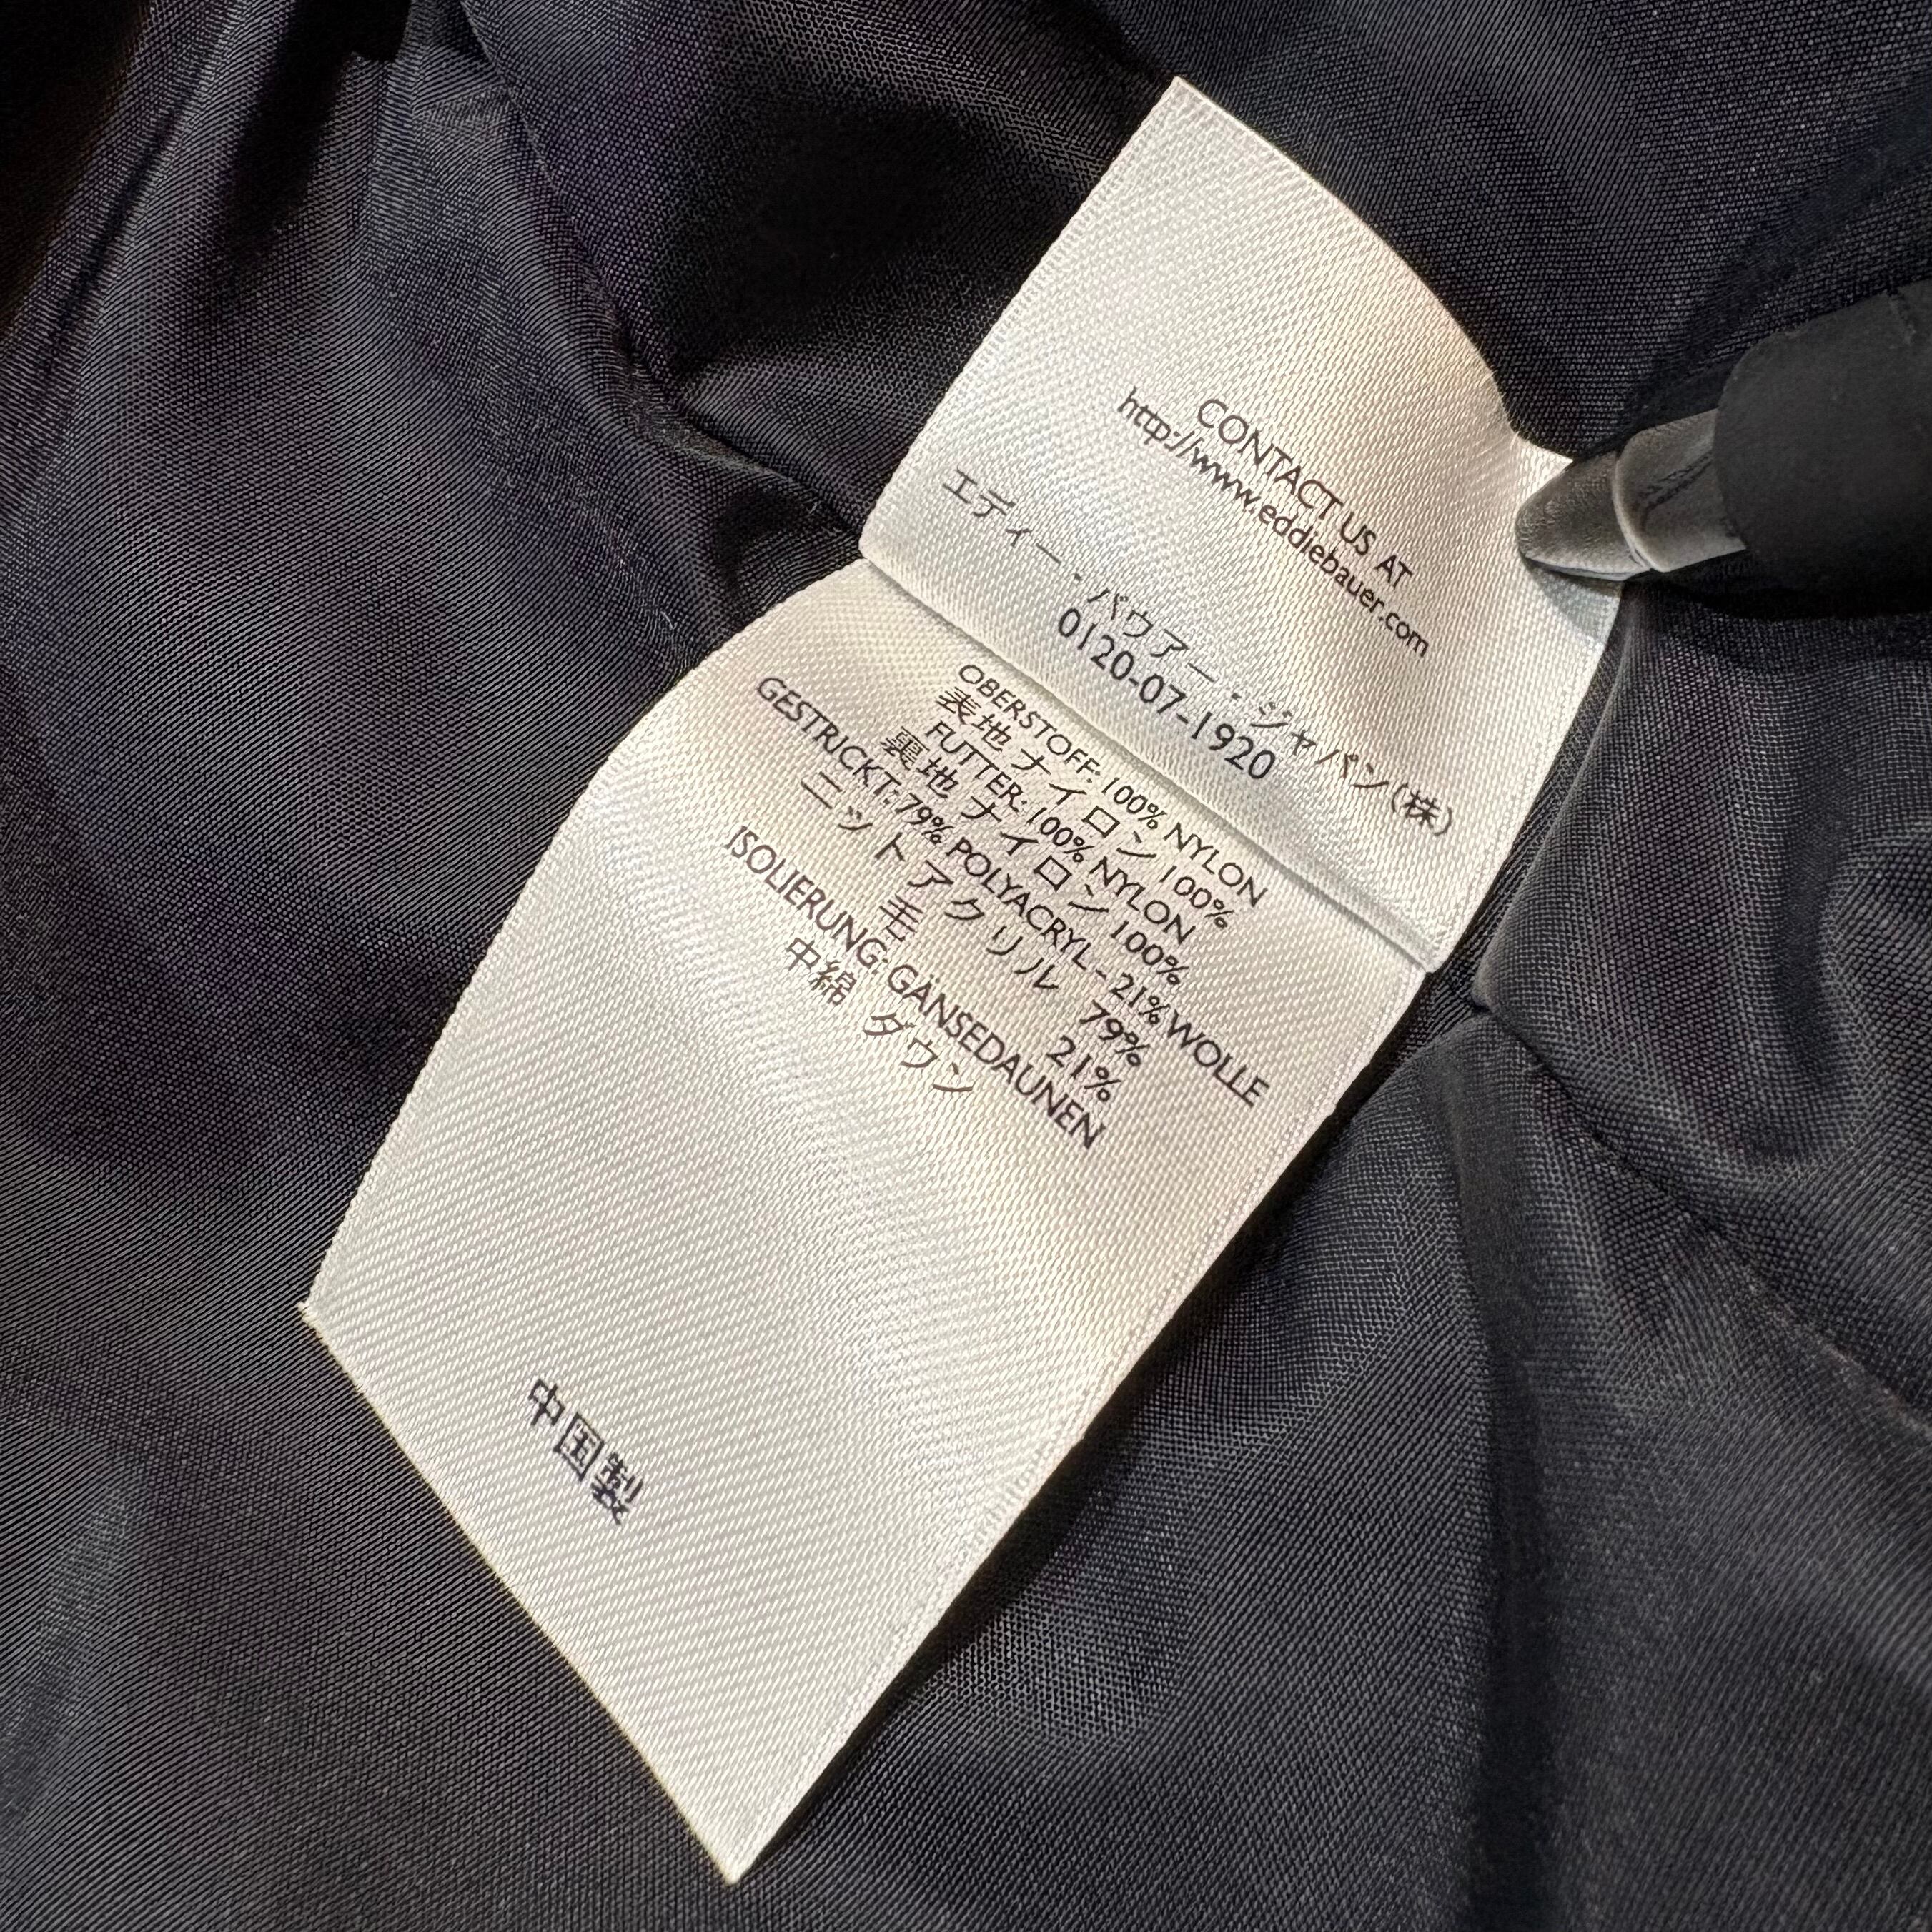 CONTACT US AT
http://www.eddiebauer.com
エディー・バウアー・ジャパン(株)
0120-07-1920
OBERSTOFF: 100% NYLON
表地 ナイロン 100%
FUTTER: 100% NYLON
裏地 ナイロン 100%
GESTRICKT: 79% POLYACRYL - 21% WOLLE
ニット アクリル 79%
毛 21%
ISOLIERUNG: GÄNSEDAUNEN
中綿 ダウン
中国製